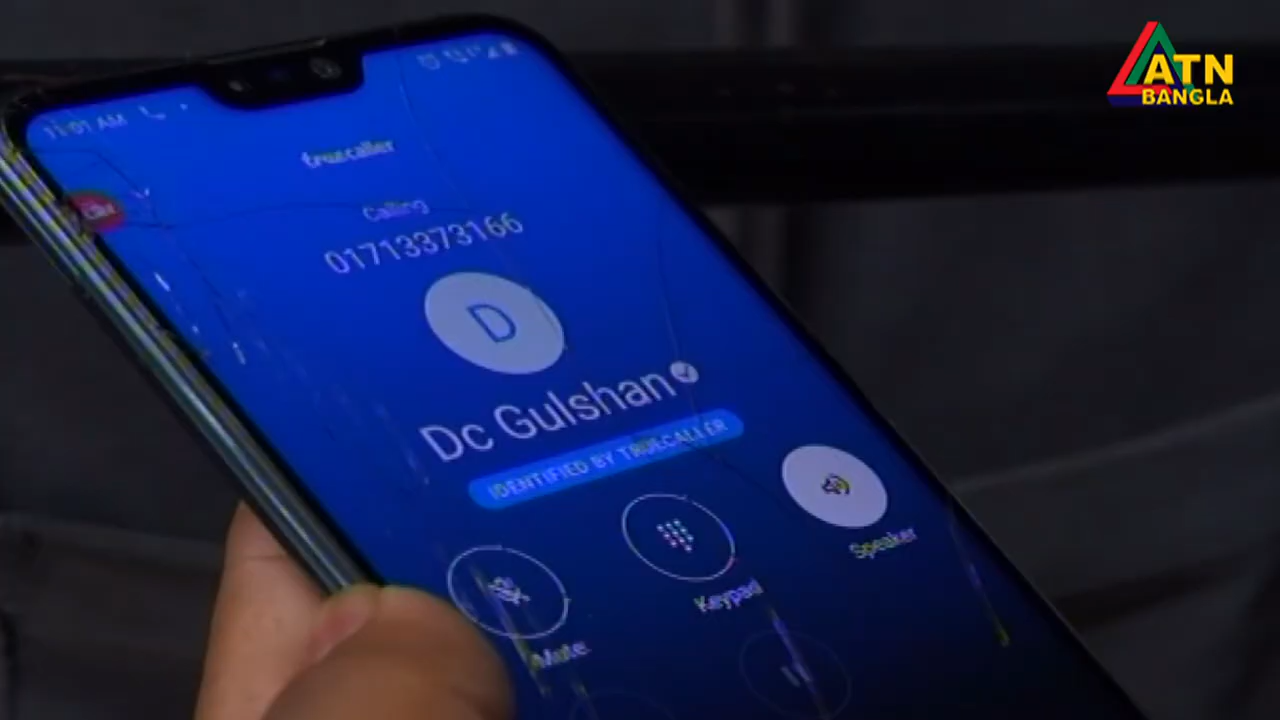 ATN
BANGLA
11:01 AM
truecaller
Calling
01713373166
D
Dc Gulshan
IDENTIFIED BY TRUECALLER
Speaker
Keypad
Mute